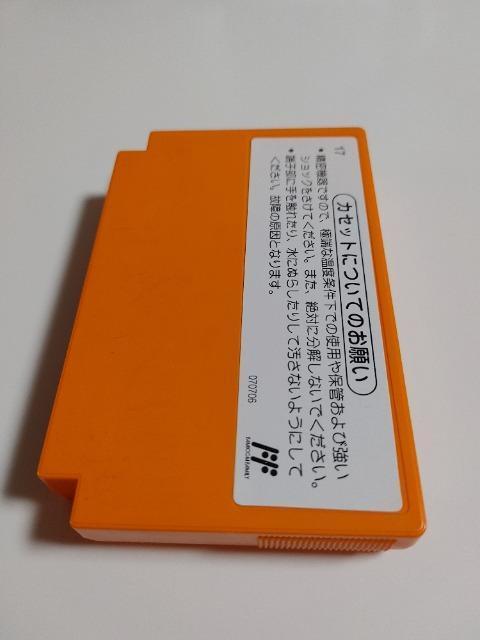 17
カセットについてのお願い
• 精密機器ですので、極端な温度条件下での使用や保管および強い
ショックをさけてください。また、絶対に分解しないでください。
• 端子部に手を触れたり、水にぬらしたりして汚さないようにして
ください。故障の原因となります。
070706
FAMICOM FAMILY